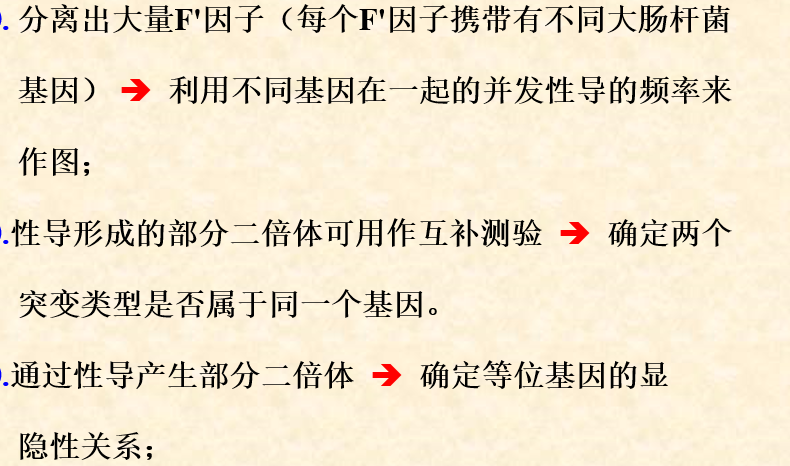 . 分离出大量F'因子（每个F'因子携带有不同大肠杆菌
基因） ➔ 利用不同基因在一起的并发性导的频率来
作图；
.性导形成的部分二倍体可用作互补测验 ➔ 确定两个
突变类型是否属于同一个基因。
.通过性导产生部分二倍体 ➔ 确定等位基因的显
隐性关系；